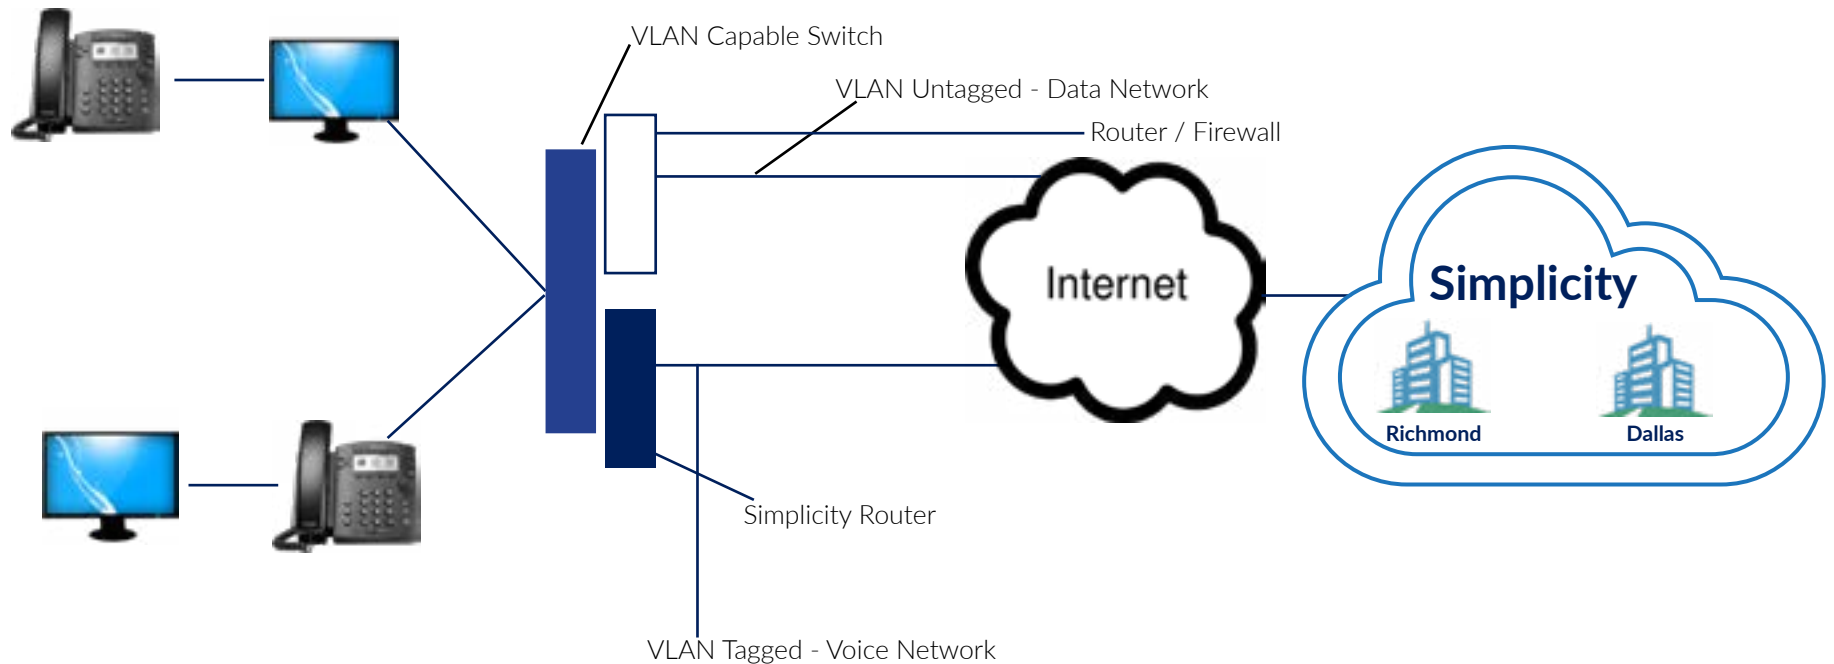 VLAN Capable Switch
VLAN Untagged - Data Network
Router / Firewall
Internet
Simplicity
Richmond
Dallas
Simplicity Router
VLAN Tagged - Voice Network